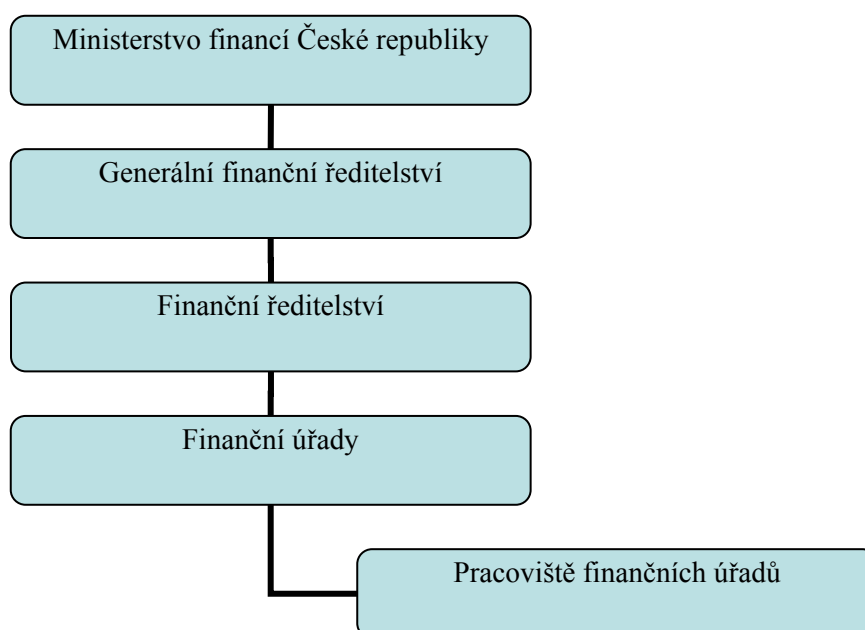 Ministerstvo financí České republiky
Generální finanční ředitelství
Finanční ředitelství
Finanční úřady
Pracoviště finančních úřadů